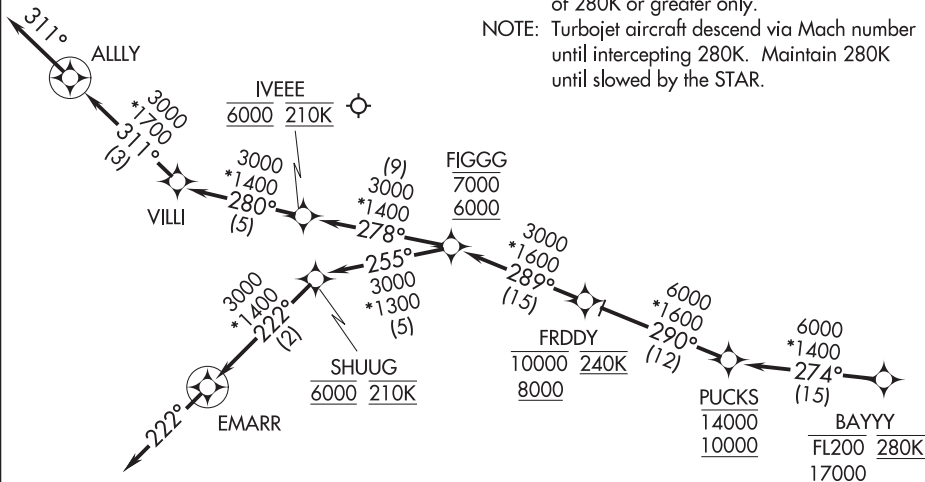 of 280K or greater only.
NOTE: Turbojet aircraft descend via Mach number
until intercepting 280K. Maintain 280K
until slowed by the STAR.
311°
ALLLY
3000
*1700
311°
(3)
VILLI
IVEEE
6000 210K
3000
*1400
280°
(5)
(9)
3000
*1400
278°
FIGGG
7000
6000
255°
3000
*1300
(5)
3000
*1400
222°
(2)
SHUUG
6000 210K
EMARR
222°
3000
*1600
289°
(15)
FRDDY
10000 240K
8000
6000
*1600
290°
(12)
PUCKS
14000
10000
6000
*1400
274°
(15)
BAYYY
FL200 280K
17000